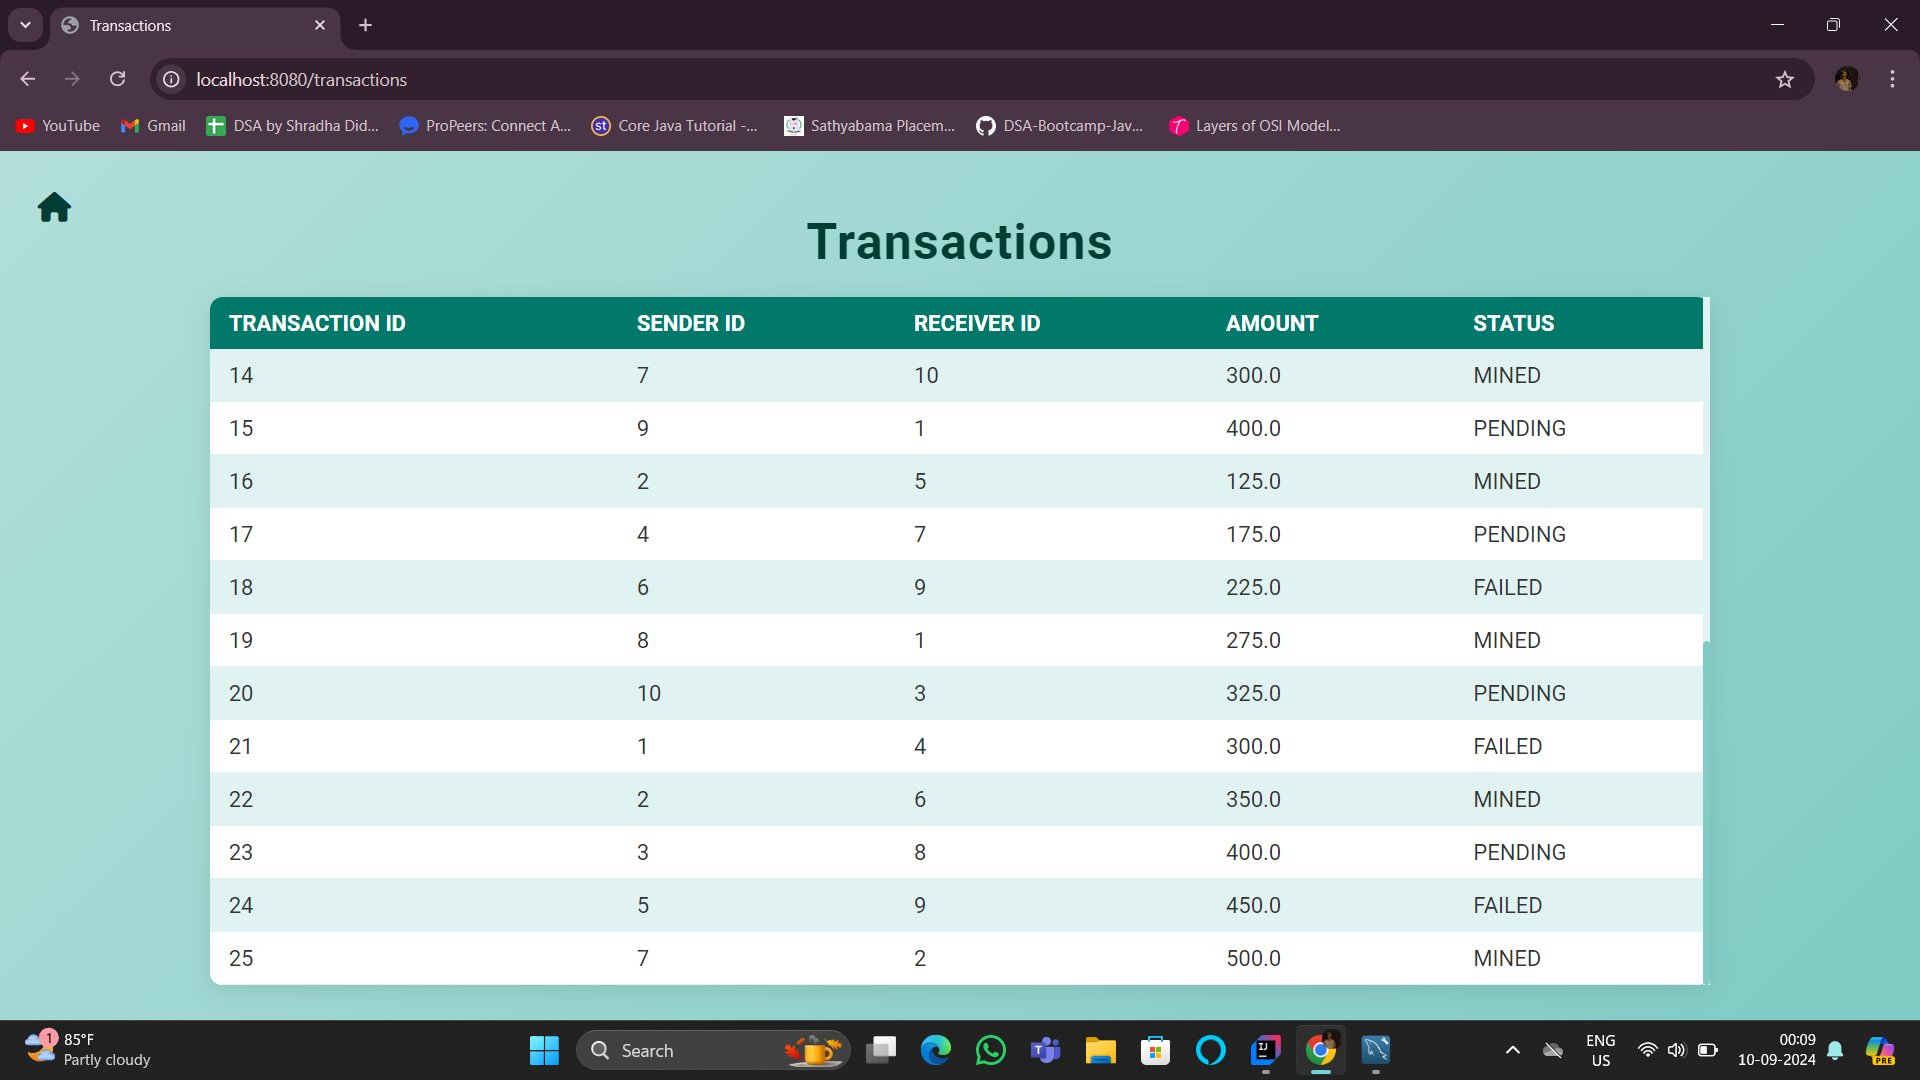 Transactions
localhost:8080/transactions
YouTube Gmail DSA by Shradha Did... ProPeers: Connect A... st Core Java Tutorial -... Sathyabama Placem... DSA-Bootcamp-Jav... Layers of OSI Model...
Transactions
TRANSACTION ID SENDER ID RECEIVER ID AMOUNT STATUS
14 7 10 300.0 MINED
15 9 1 400.0 PENDING
16 2 5 125.0 MINED
17 4 7 175.0 PENDING
18 6 9 225.0 FAILED
19 8 1 275.0 MINED
20 10 3 325.0 PENDING
21 1 4 300.0 FAILED
22 2 6 350.0 MINED
23 3 8 400.0 PENDING
24 5 9 450.0 FAILED
25 7 2 500.0 MINED
1 85°F
Partly cloudy
Search
ENG
US
00:09
10-09-2024
PRE